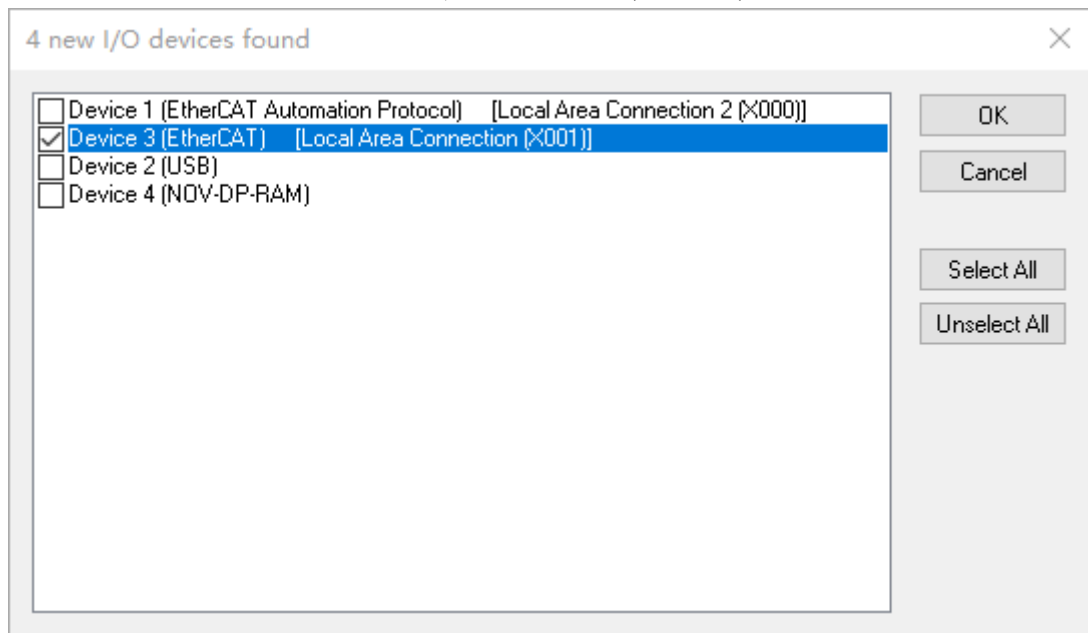 4 new I/O devices found
Device 1 (EtherCAT Automation Protocol) [Local Area Connection 2 (X000)]
Device 3 (EtherCAT) [Local Area Connection (X001)]
Device 2 (USB)
Device 4 (NOV-DP-RAM)
OK
Cancel
Select All
Unselect All